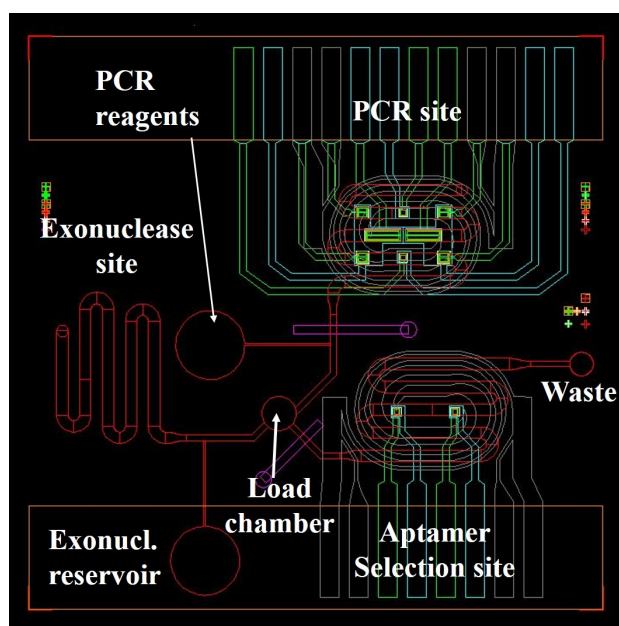 PCR
reagents
PCR site
Exonuclease
site
Waste
Load
chamber
Exonucl.
reservoir
Aptamer
Selection site